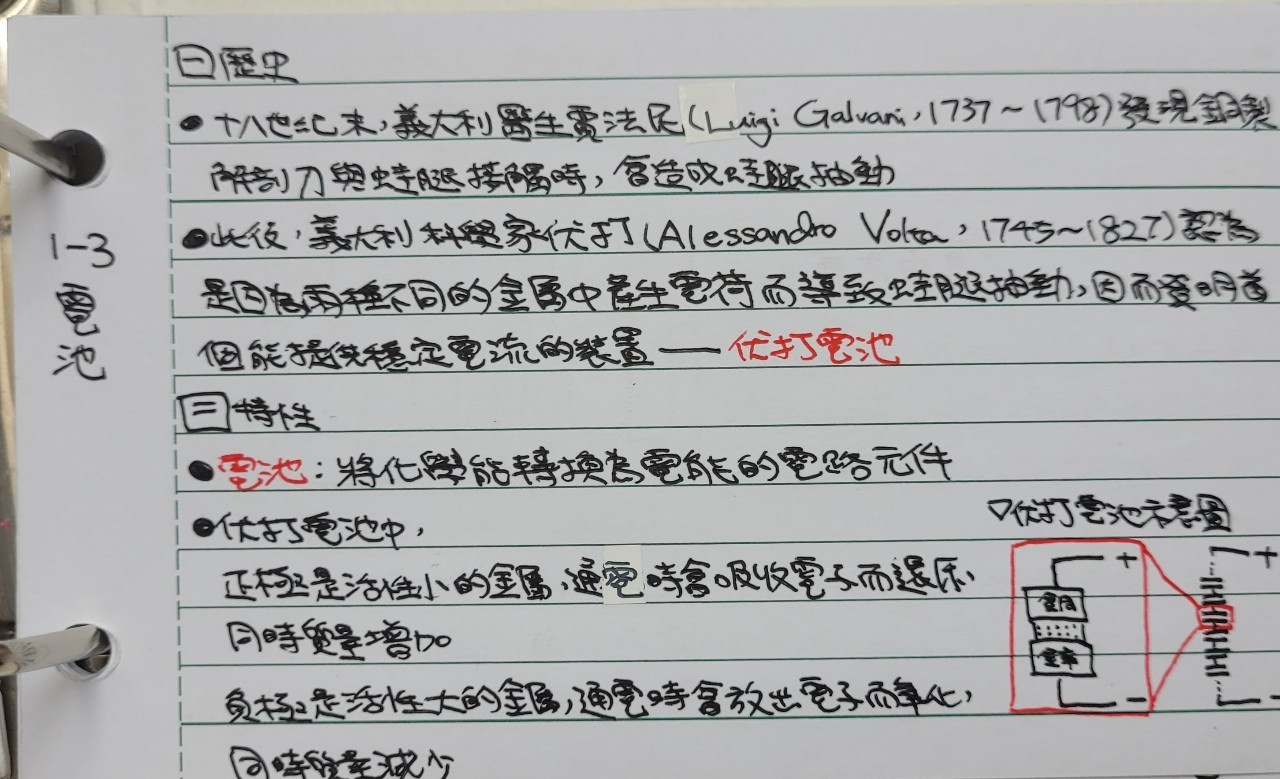 1-3
電
池
一 歷史
●十八世紀末，義大利醫生賈法尼(Luigi Galvani，1737～1798)發現銅製
解剖刀與蛙腿接觸時，會造成蛙腿抽動
●此後，義大利科學家伏打(Alessandro Volta，1745～1827)認為
是因為兩種不同的金屬中產生電荷而導致蛙腿抽動，因而發明首
個能提供穩定電流的裝置——伏打電池
三 特性
●電池：將化學能轉換為電能的電路元件
●伏打電池中，
正極是活性小的金屬，通電時會吸收電子而還原，
同時質量增加
負極是活性大的金屬，通電時會放出電子而氧化，
同時質量減少
▽伏打電池示意圖
+
銅
鋅
-
+
-